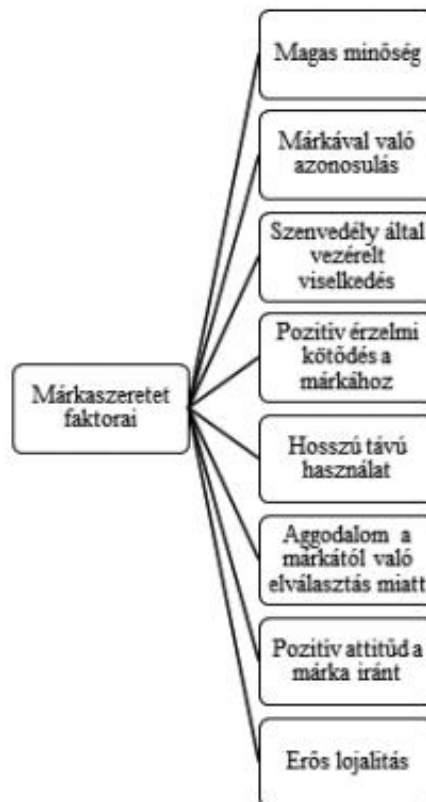 Magas minőség
Márkával való
azonosulás
Szenvedély által
vezérelt
viselkedés
Pozitív érzelmi
kötődés a
márkához
Márkaszeretet
faktorai
Hosszú távú
használat
Aggodalom a
márkától való
elválasztás miatt
Pozitív attitűd a
márka iránt
Erős lojalitás